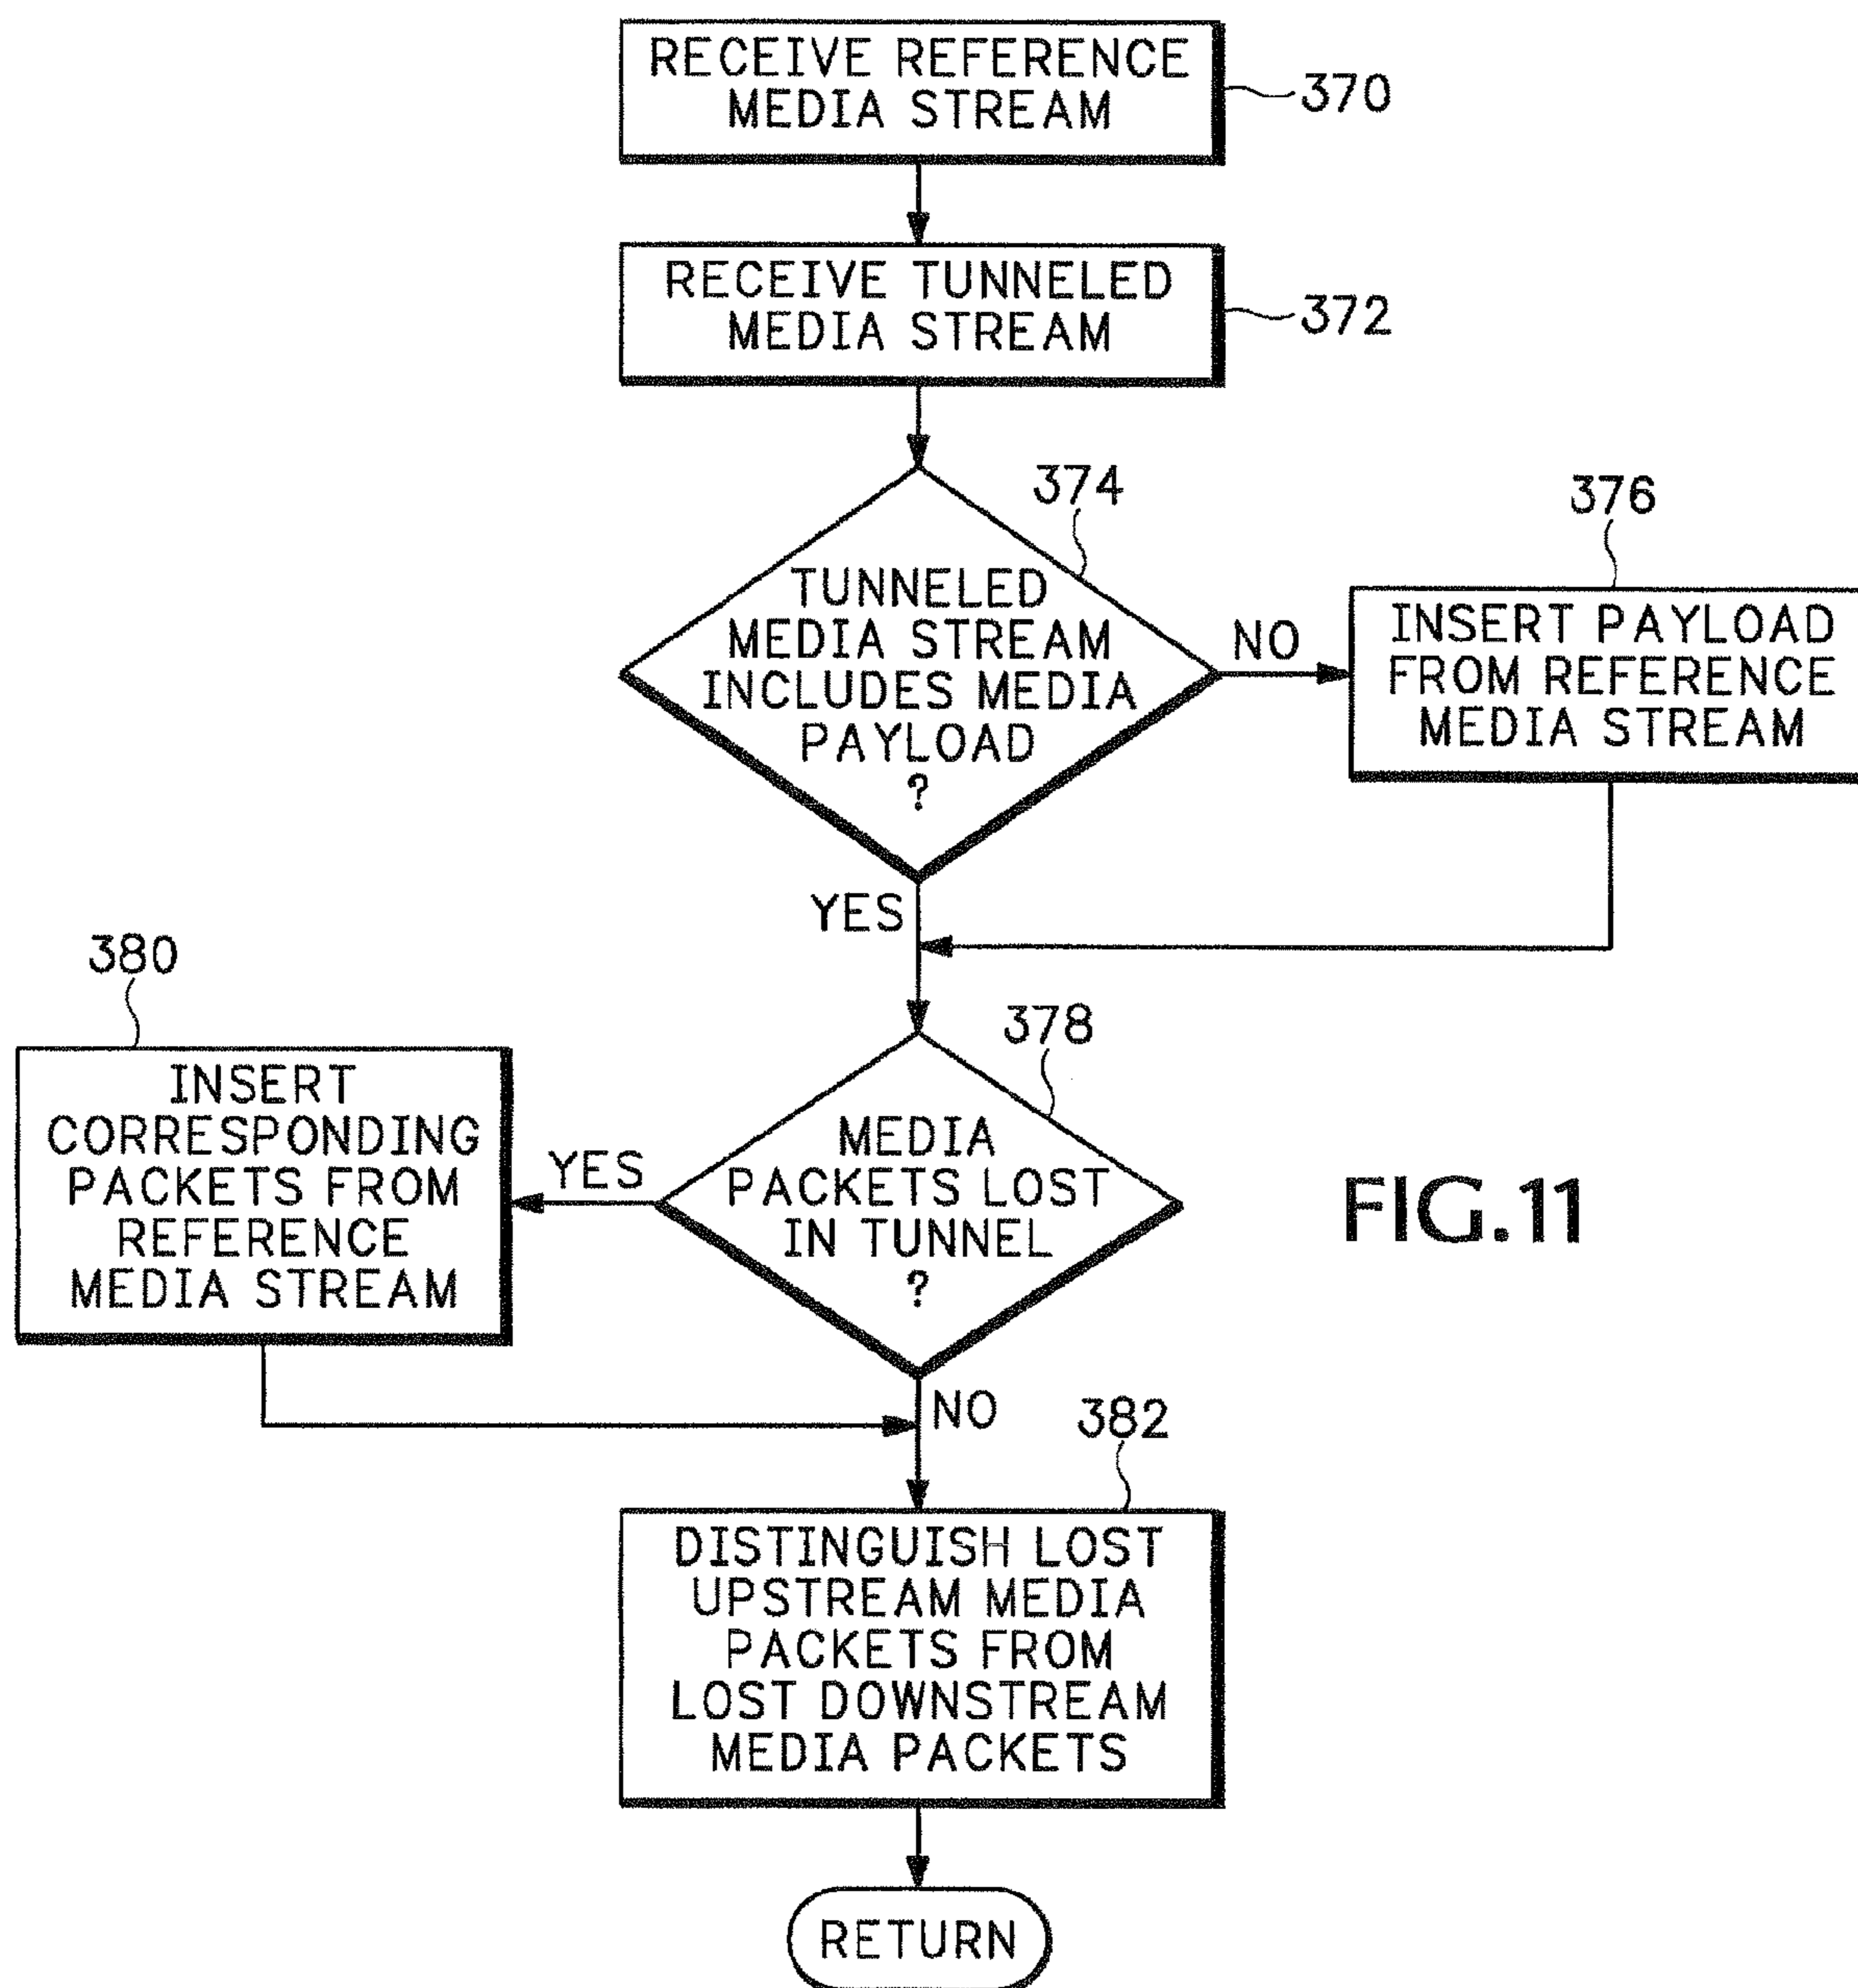 RECEIVE REFERENCE
MEDIA STREAM
370
RECEIVE TUNNELED
MEDIA STREAM
372
374
TUNNELED
MEDIA STREAM
INCLUDES MEDIA
PAYLOAD
?
NO
376
INSERT PAYLOAD
FROM REFERENCE
MEDIA STREAM
YES
378
MEDIA
PACKETS LOST
IN TUNNEL
?
YES
380
INSERT
CORRESPONDING
PACKETS FROM
REFERENCE
MEDIA STREAM
NO
FIG.11
382
DISTINGUISH LOST
UPSTREAM MEDIA
PACKETS FROM
LOST DOWNSTREAM
MEDIA PACKETS
RETURN